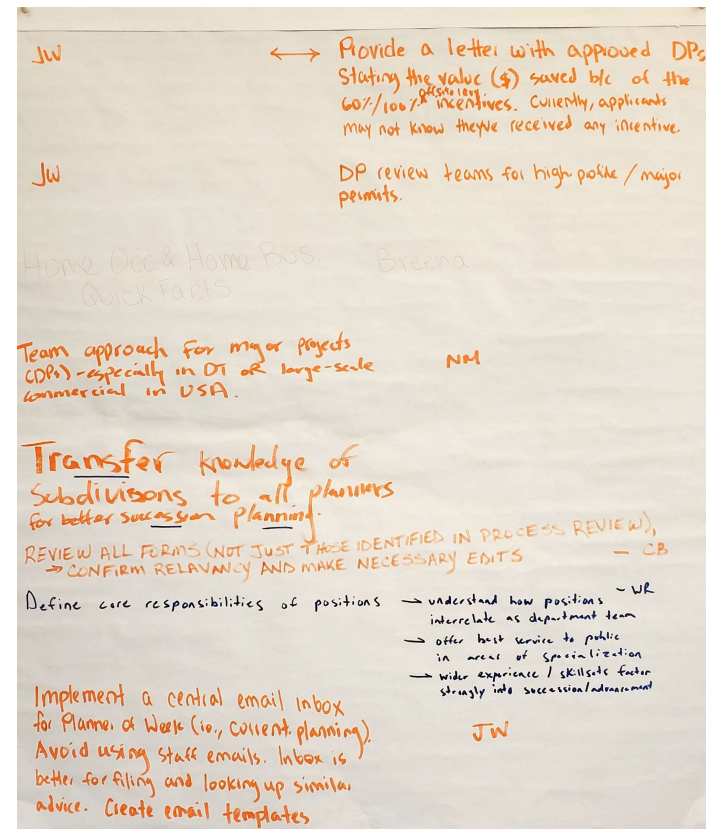 JW ↔ Provide a letter with approved DPs
Stating the value ($) saved b/c of the
60%/100% offsite levy incentives. Currently, applicants
may not know theyve received any incentive.
JW DP review teams for high profile / major
permits.
Home Occ & Home Bus. Breena
Quick Facts
Team approach for major projects
(DPs) - especially in DT or large-scale
commercial in USA.
NM
Transfer knowledge of
Subdivisons to all planners
for better succession planning.
REVIEW ALL FORMS (NOT JUST THOSE IDENTIFIED IN PROCESS REVIEW),
→ CONFIRM RELAVANCY AND MAKE NECESSARY EDITS — CB
Define core responsibilities of positions → understand how positions - WR
interrelate as department team
→ offer best service to public
in areas of specialization
→ wider experience / skillsets factor
strongly into succession/advancement
Implement a central email inbox
for Planner of Week (ie., current planning).
Avoid using staff emails. Inbox is
better for filing and looking up similar
advice. Create email templates
JW